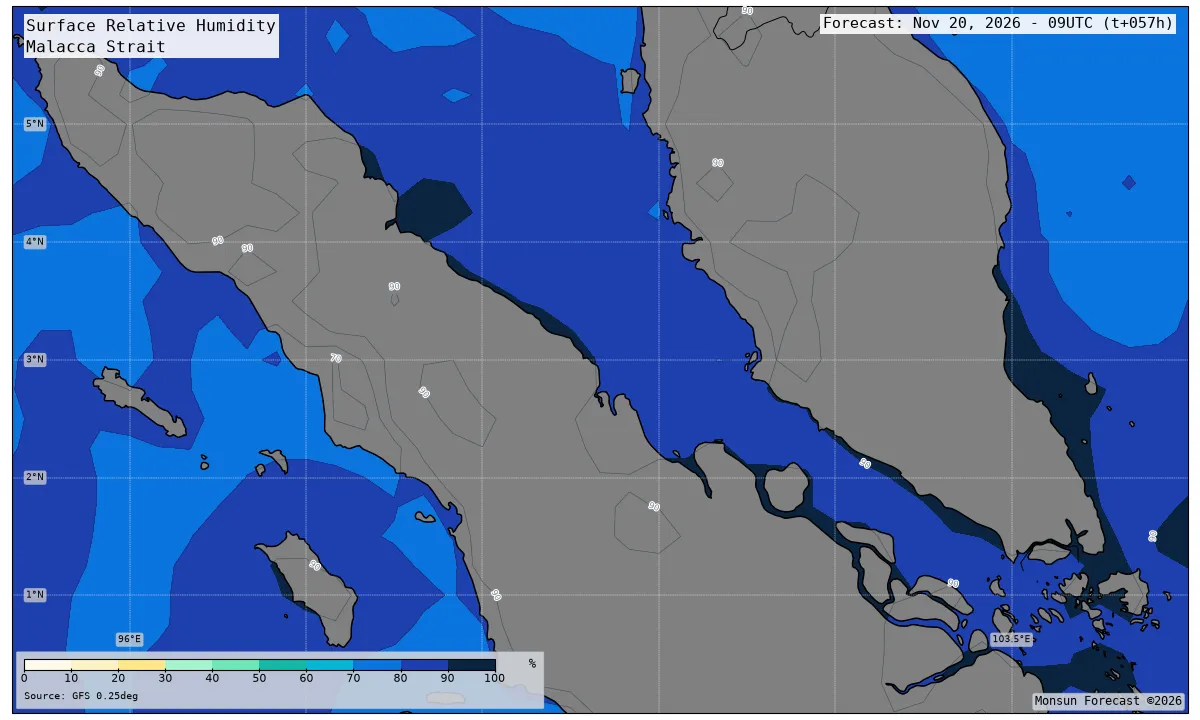 Surface Relative Humidity
Malacca Strait
Forecast: Nov 20, 2026 - 09UTC (t+057h)
90
90
5°N
90
4°N
90
90
90
3°N
70
90
2°N
90
90
90
90
90
1°N
90
90
96°E
103.5°E
%
0 10 20 30 40 50 60 70 80 90 100
Source: GFS 0.25deg
Monsun Forecast ©2026